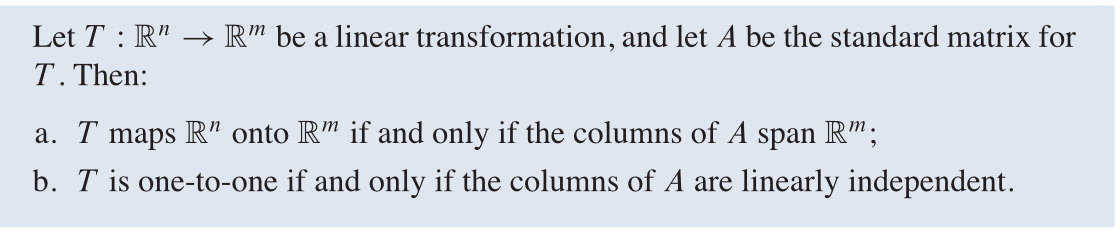 Let T : ℝⁿ → ℝᵐ be a linear transformation, and let A be the standard matrix for
T. Then:
a. T maps ℝⁿ onto ℝᵐ if and only if the columns of A span ℝᵐ;
b. T is one-to-one if and only if the columns of A are linearly independent.